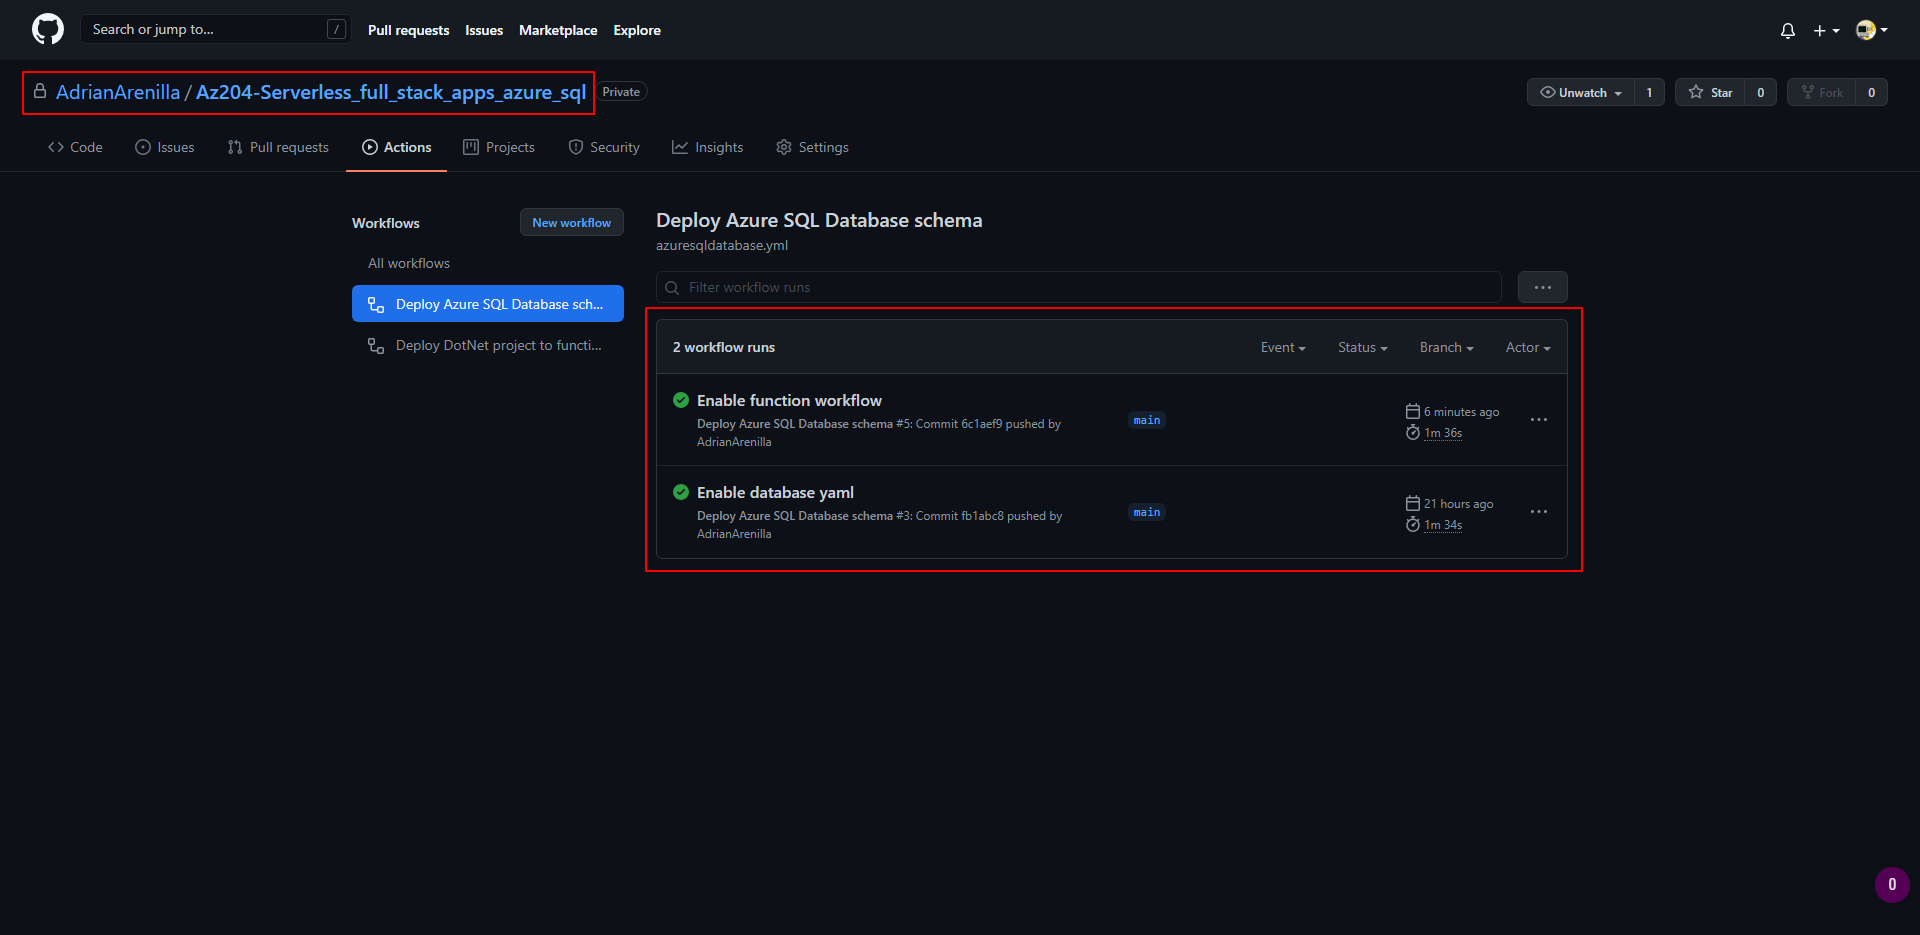 Search or jump to... /
Pull requests Issues Marketplace Explore
AdrianArenilla / Az204-Serverless_full_stack_apps_azure_sql Private
Unwatch 1 Star 0 Fork 0
Code Issues Pull requests Actions Projects Security Insights Settings
Workflows New workflow
All workflows
Deploy Azure SQL Database sch...
Deploy DotNet project to functi...
Deploy Azure SQL Database schema
azuresqldatabase.yml
Filter workflow runs
2 workflow runs Event Status Branch Actor
Enable function workflow
Deploy Azure SQL Database schema #5: Commit 6c1aef9 pushed by
AdrianArenilla
main
6 minutes ago
1m 36s
Enable database yaml
Deploy Azure SQL Database schema #3: Commit fb1abc8 pushed by
AdrianArenilla
main
21 hours ago
1m 34s
0